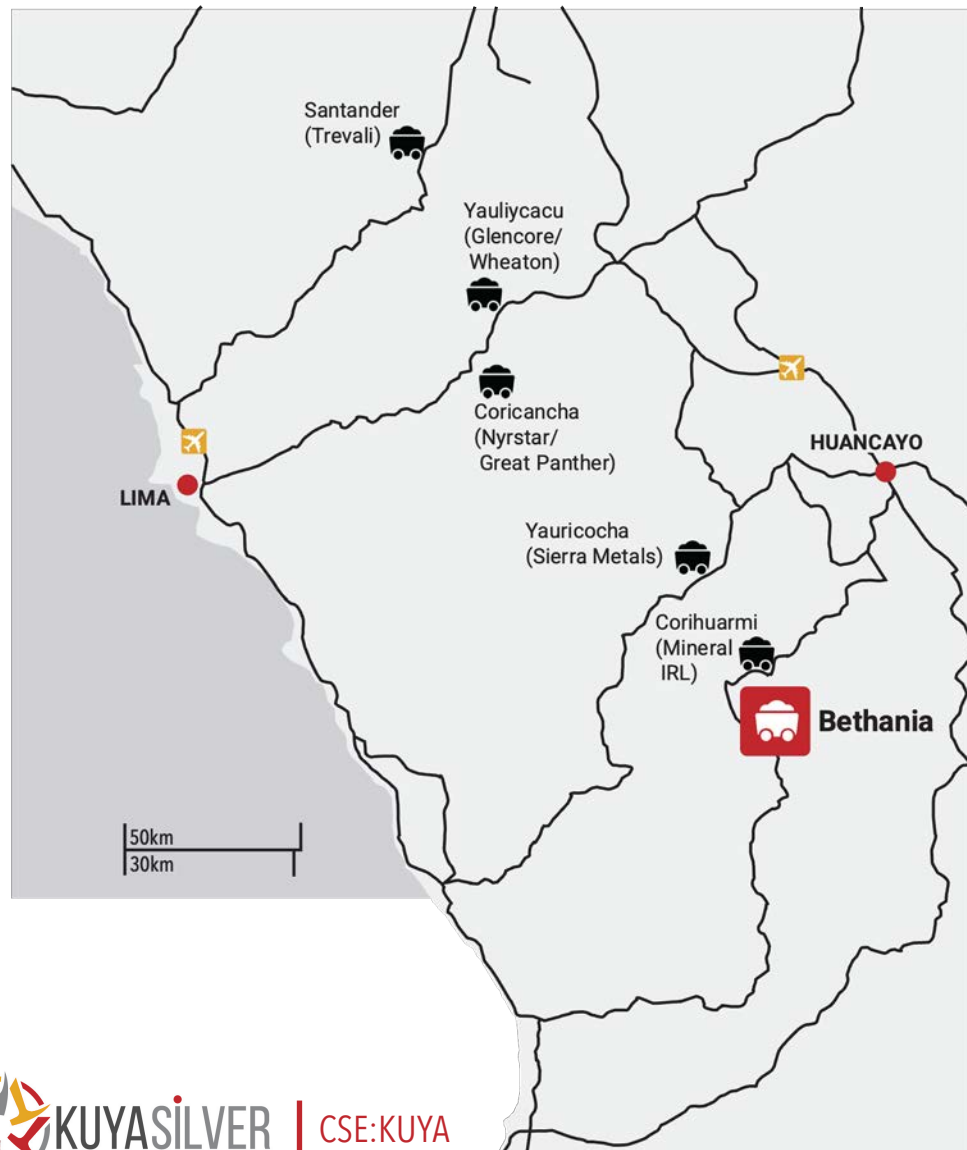 Santander
(Trevali)
Yauliycacu
(Glencore/
Wheaton)
Coricancha
(Nyrstar/
Great Panther)
HUANCAYO
LIMA
Yauricocha
(Sierra Metals)
Corihuarmi
(Mineral
IRL)
Bethania
50km
30km
KUYASILVER | CSE:KUYA